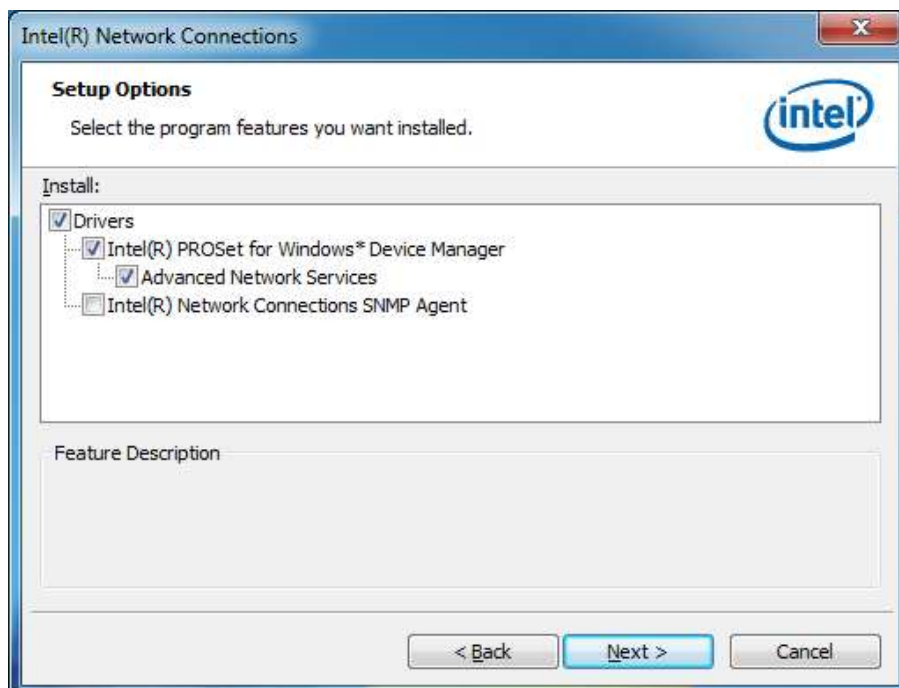 Intel(R) Network Connections
Setup Options
Select the program features you want installed.
intel
Install:
Drivers
Intel(R) PROSet for Windows* Device Manager
Advanced Network Services
Intel(R) Network Connections SNMP Agent
Feature Description
< Back
Next >
Cancel